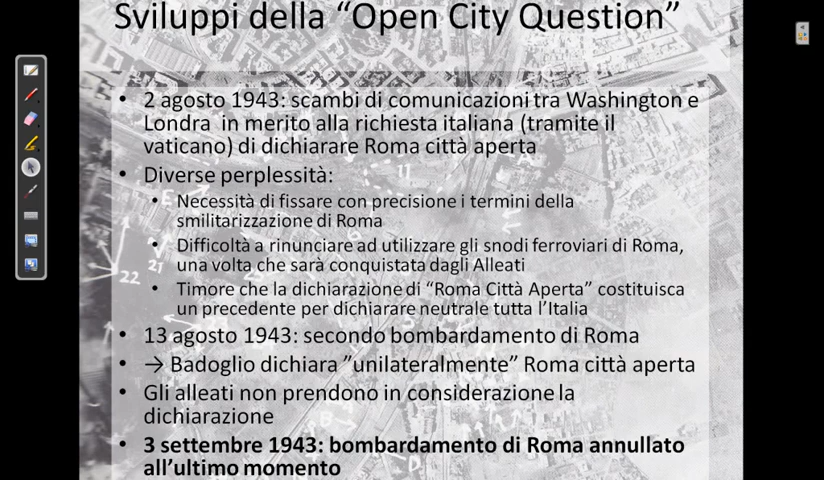 Sviluppi della “Open City Question”
• 2 agosto 1943: scambi di comunicazioni tra Washington e
Londra in merito alla richiesta italiana (tramite il
vaticano) di dichiarare Roma città aperta
• Diverse perplessità:
• Necessità di fissare con precisione i termini della
smilitarizzazione di Roma
• Difficoltà a rinunciare ad utilizzare gli snodi ferroviari di Roma,
una volta che sarà conquistata dagli Alleati
• Timore che la dichiarazione di “Roma Città Aperta” costituisca
un precedente per dichiarare neutrale tutta l’Italia
• 13 agosto 1943: secondo bombardamento di Roma
• → Badoglio dichiara ”unilateralmente” Roma città aperta
• Gli alleati non prendono in considerazione la
dichiarazione
• 3 settembre 1943: bombardamento di Roma annullato
all’ultimo momento
11
21
22